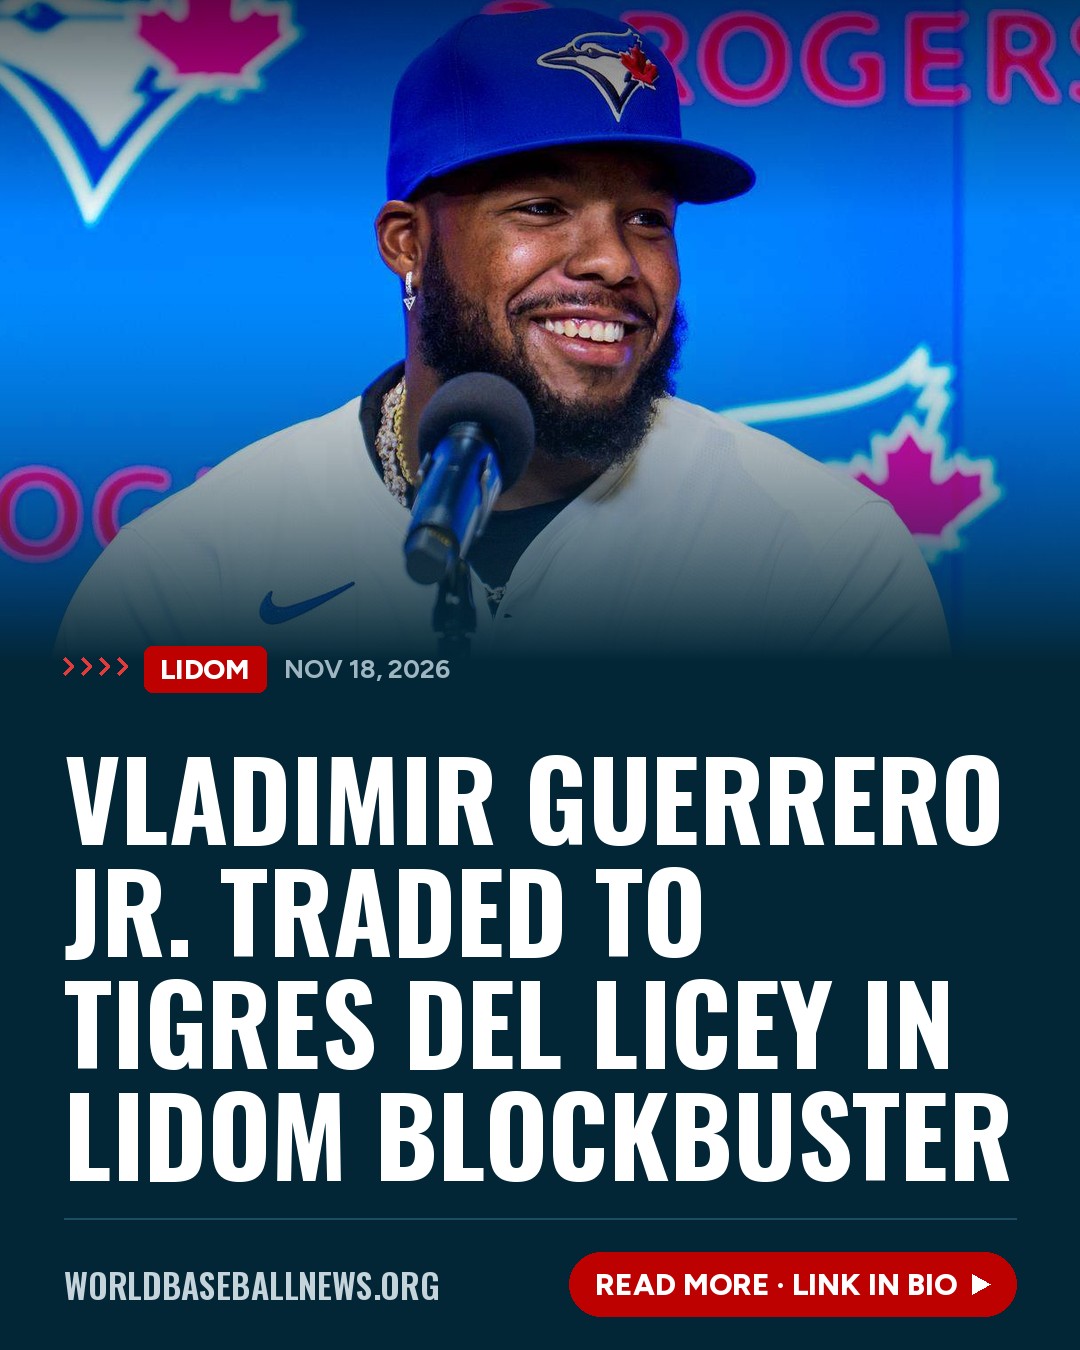 ROGERS
OG
LIDOM NOV 18, 2026
VLADIMIR GUERRERO
JR. TRADED TO
TIGRES DEL LICEY IN
LIDOM BLOCKBUSTER
WORLDBASEBALLNEWS.ORG
READ MORE · LINK IN BIO